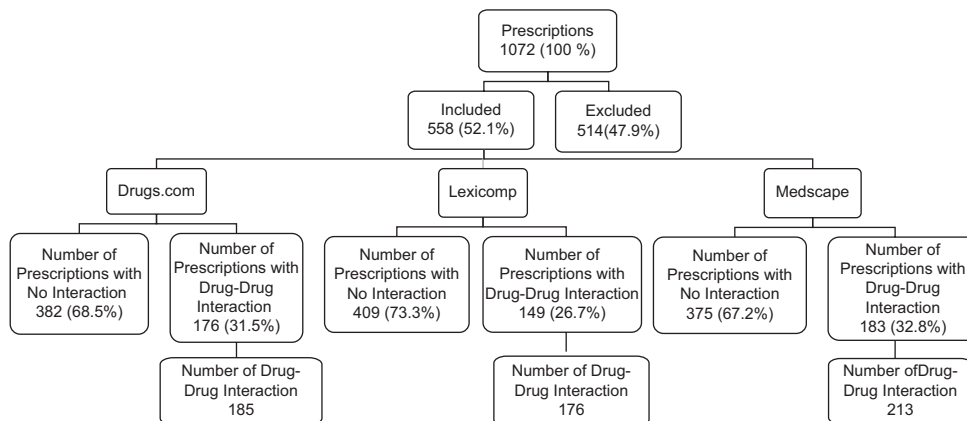 Prescriptions
1072 (100 %)
Included
558 (52.1%)
Excluded
514(47.9%)
Drugs.com
Lexicomp
Medscape
Number of
Prescriptions with
No Interaction
382 (68.5%)
Number of
Prescriptions with
Drug-Drug
Interaction
176 (31.5%)
Number of
Prescriptions with
No Interaction
409 (73.3%)
Number of
Prescriptions with
Drug-Drug Interaction
149 (26.7%)
Number of
Prescriptions with
No Interaction
375 (67.2%)
Number of
Prescriptions with
Drug-Drug
Interaction
183 (32.8%)
Number of Drug-
Drug Interaction
185
Number of Drug-
Drug Interaction
176
Number ofDrug-
Drug Interaction
213